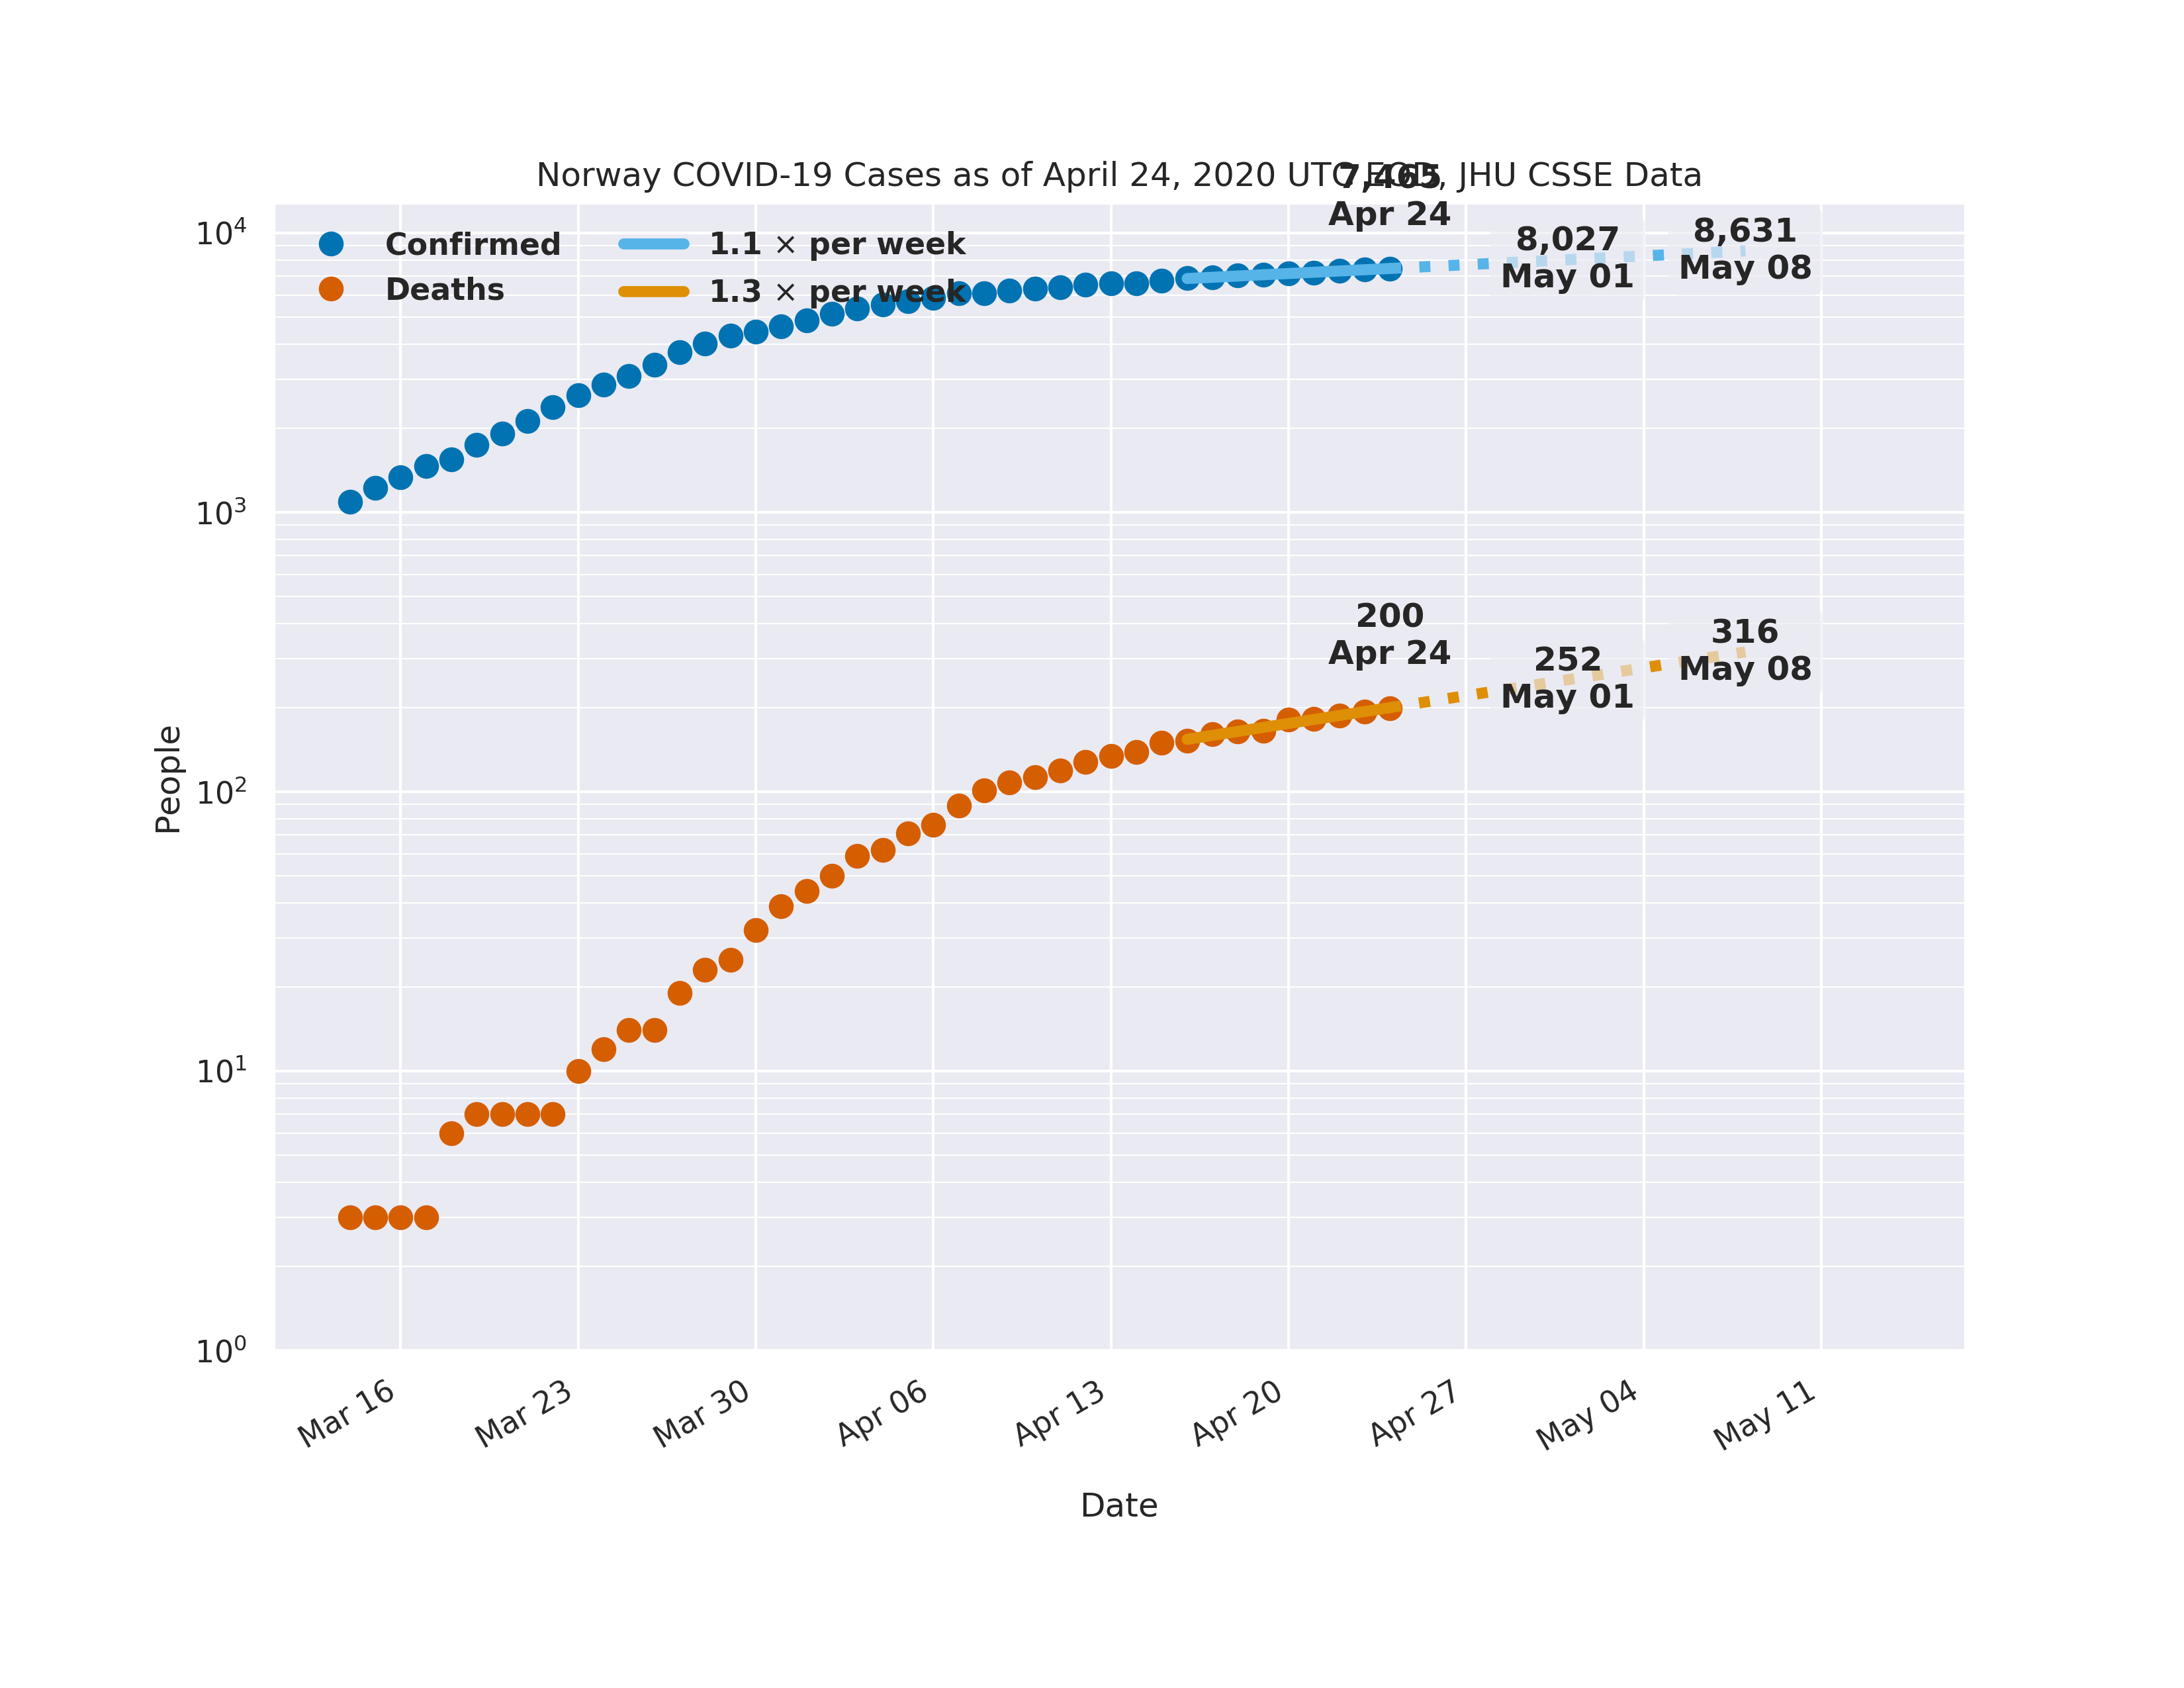 Norway COVID-19 Cases as of April 24, 2020 UTC EOD, JHU CSSE Data
7,465
Apr 24
8,027
May 01
8,631
May 08
Confirmed
Deaths
1.1 × per week
1.3 × per week
200
Apr 24
252
May 01
316
May 08
People
10⁴
10³
10²
10¹
10⁰
Mar 16
Mar 23
Mar 30
Apr 06
Apr 13
Apr 20
Apr 27
May 04
May 11
Date